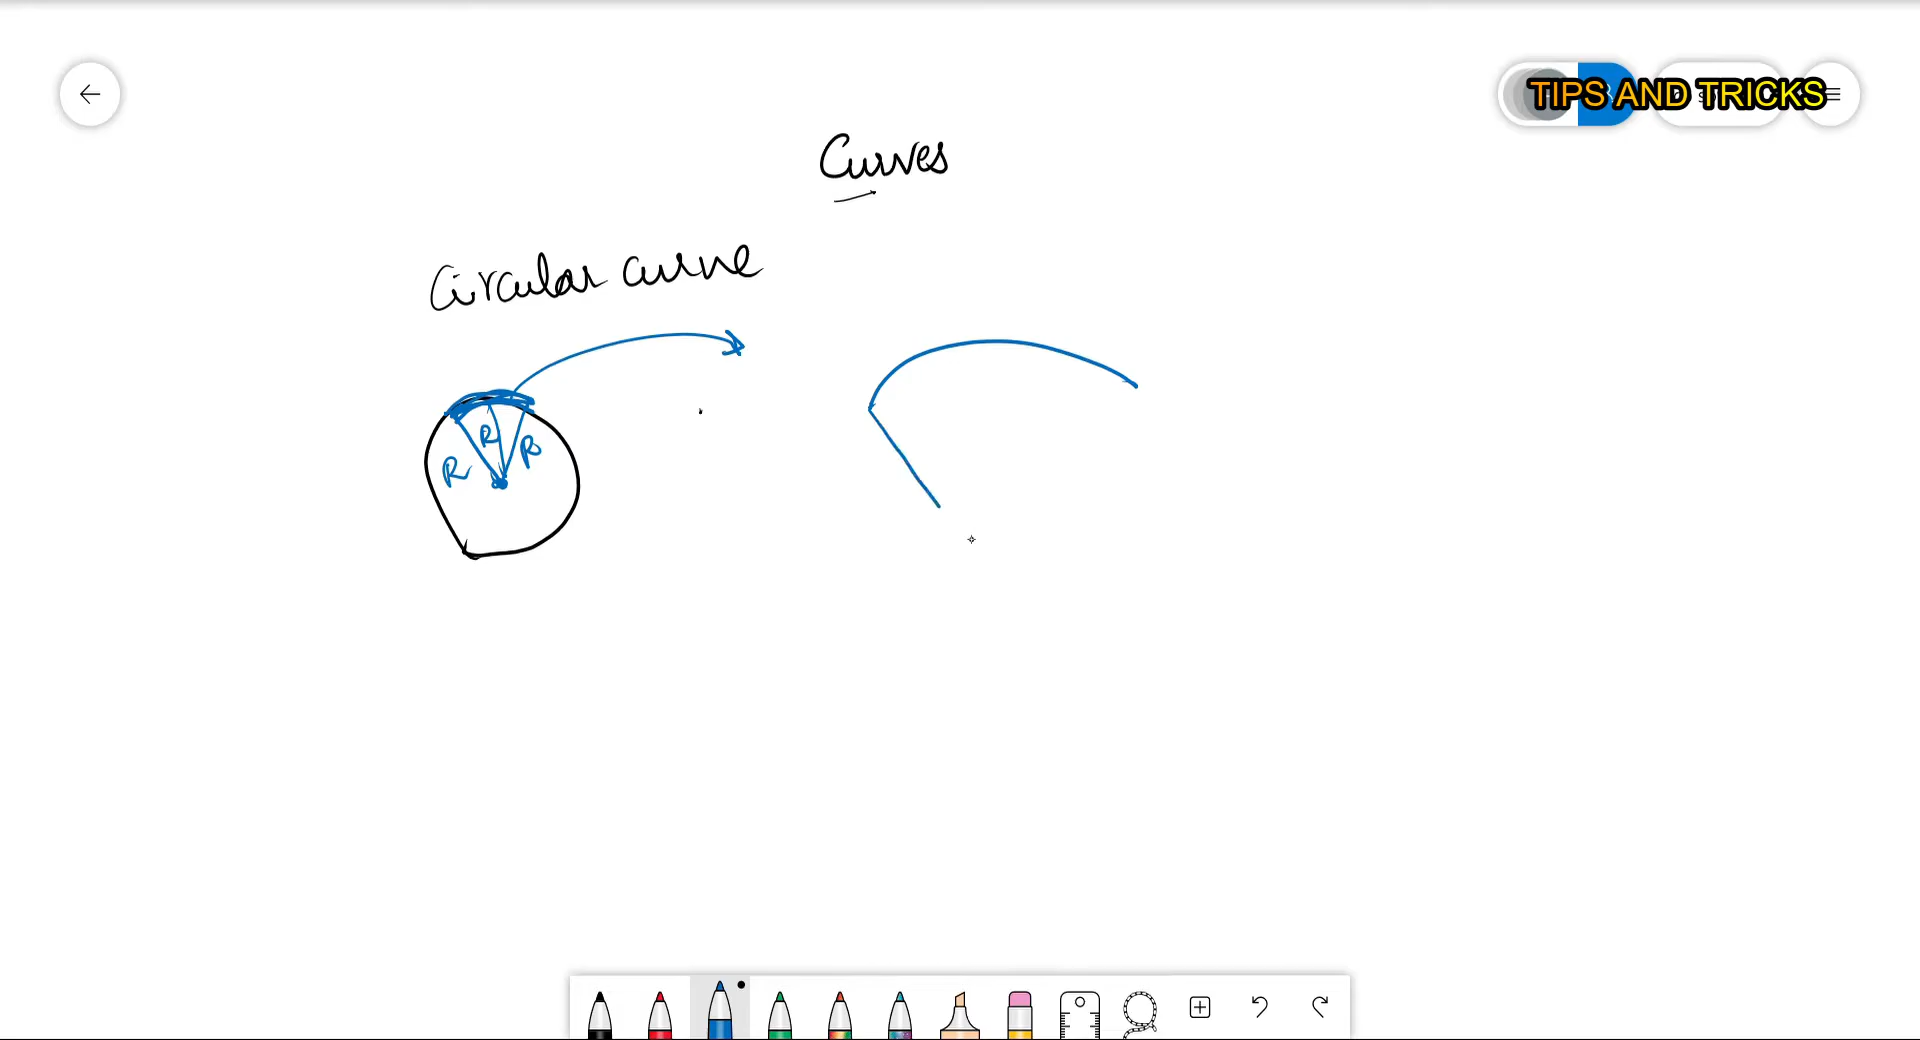 TIPS AND TRICKS
Curves
Circular curve
R
R
R